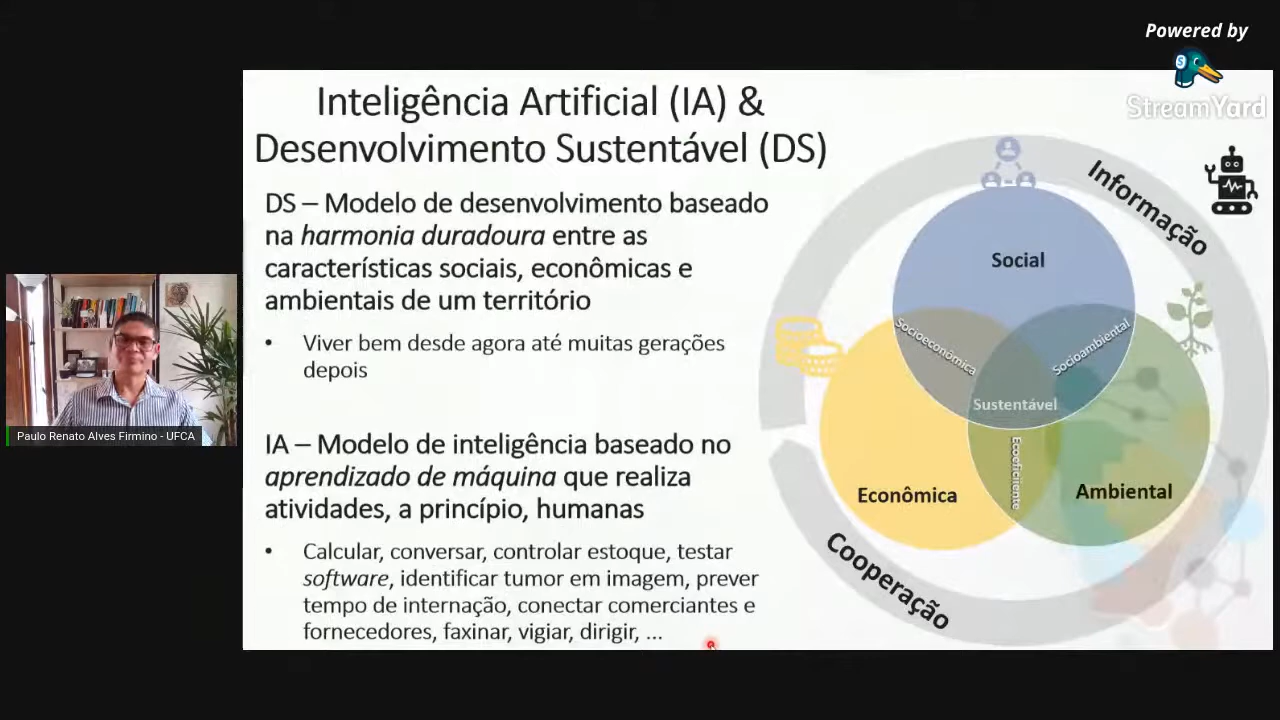 Powered by
StreamYard
Inteligência Artificial (IA) &
Desenvolvimento Sustentável (DS)
DS – Modelo de desenvolvimento baseado
na harmonia duradoura entre as
características sociais, econômicas e
ambientais de um território
• Viver bem desde agora até muitas gerações
depois
IA – Modelo de inteligência baseado no
aprendizado de máquina que realiza
atividades, a princípio, humanas
• Calcular, conversar, controlar estoque, testar
software, identificar tumor em imagem, prever
tempo de internação, conectar comerciantes e
fornecedores, faxinar, vigiar, dirigir, ...
Informação
Social
Socioeconômica
Socioambiental
Sustentável
Ecoeficiente
Econômica
Ambiental
Cooperação
Paulo Renato Alves Firmino - UFCA